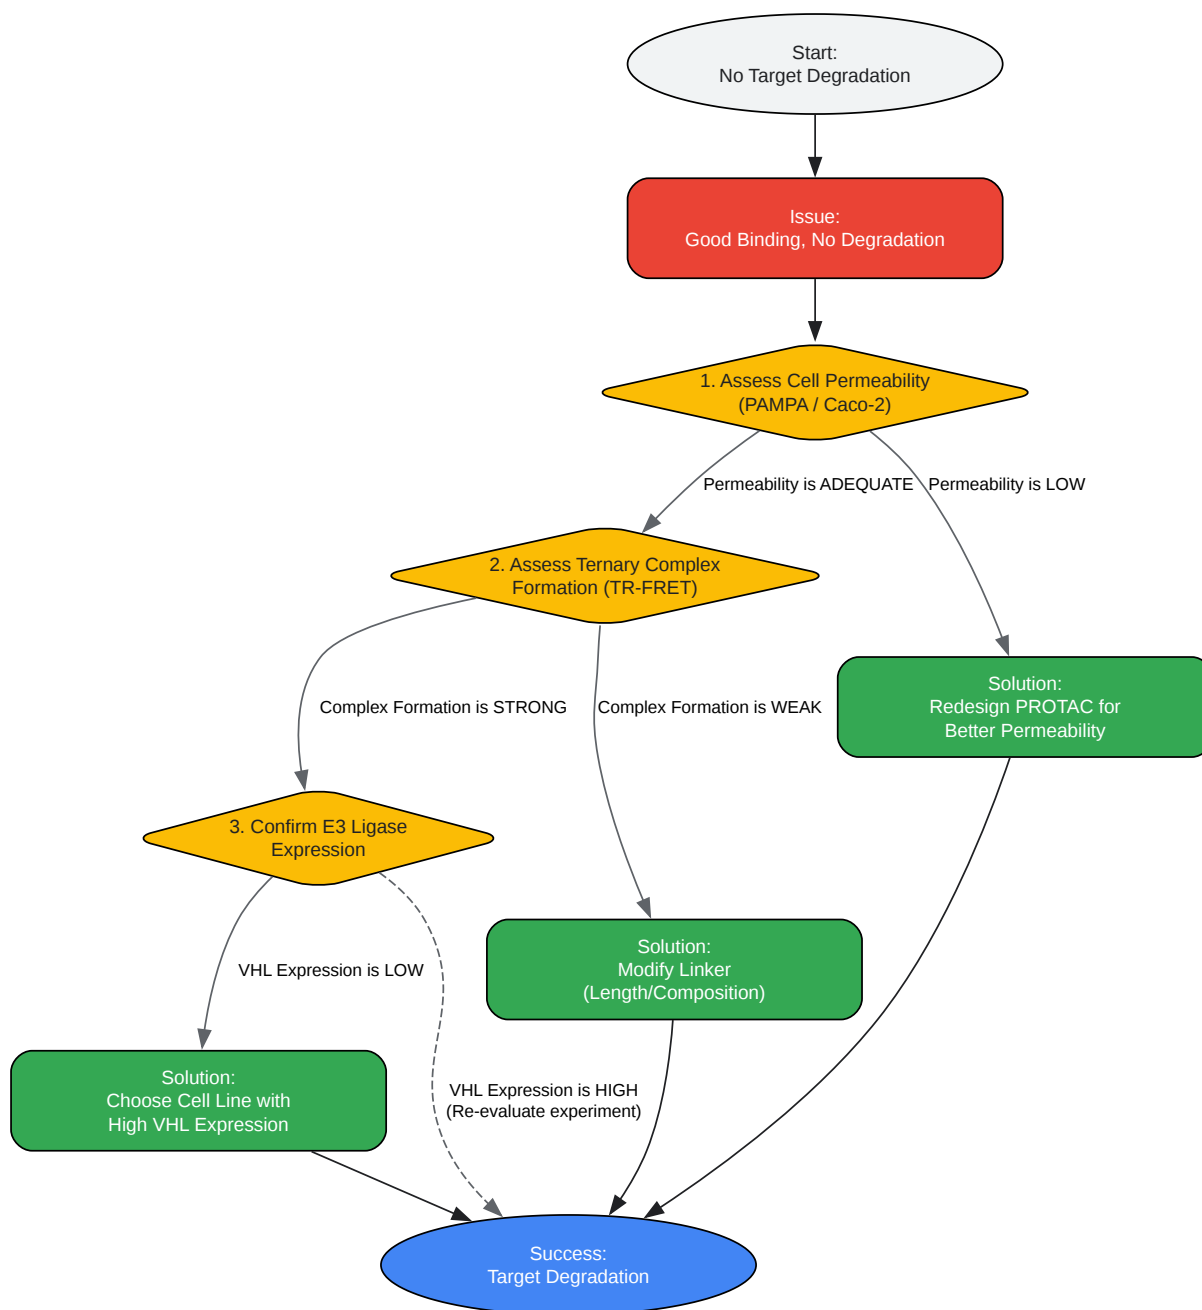 Start:
No Target Degradation
Issue:
Good Binding, No Degradation
1. Assess Cell Permeability
(PAMPA / Caco-2)
Permeability is ADEQUATE
Permeability is LOW
2. Assess Ternary Complex
Formation (TR-FRET)
Complex Formation is STRONG
Complex Formation is WEAK
Solution:
Redesign PROTAC for
Better Permeability
3. Confirm E3 Ligase
Expression
VHL Expression is LOW
Solution:
Modify Linker
(Length/Composition)
Solution:
Choose Cell Line with
High VHL Expression
VHL Expression is HIGH
(Re-evaluate experiment)
Success:
Target Degradation